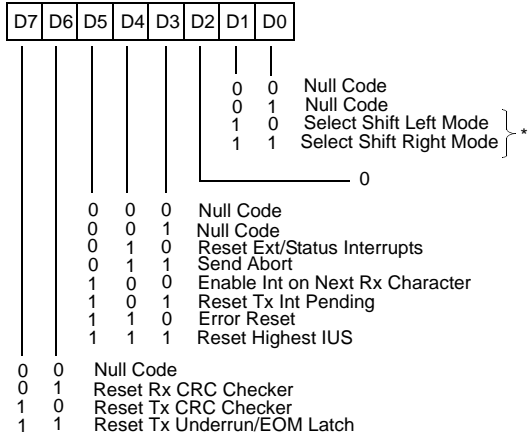 D7 D6 D5 D4 D3 D2 D1 D0
0 0 Null Code
0 1 Null Code
1 0 Select Shift Left Mode
1 1 Select Shift Right Mode
*
0
0 0 0 Null Code
0 0 1 Null Code
0 1 0 Reset Ext/Status Interrupts
0 1 1 Send Abort
1 0 0 Enable Int on Next Rx Character
1 0 1 Reset Tx Int Pending
1 1 0 Error Reset
1 1 1 Reset Highest IUS
0 0 Null Code
0 1 Reset Rx CRC Checker
1 0 Reset Tx CRC Checker
1 1 Reset Tx Underrun/EOM Latch